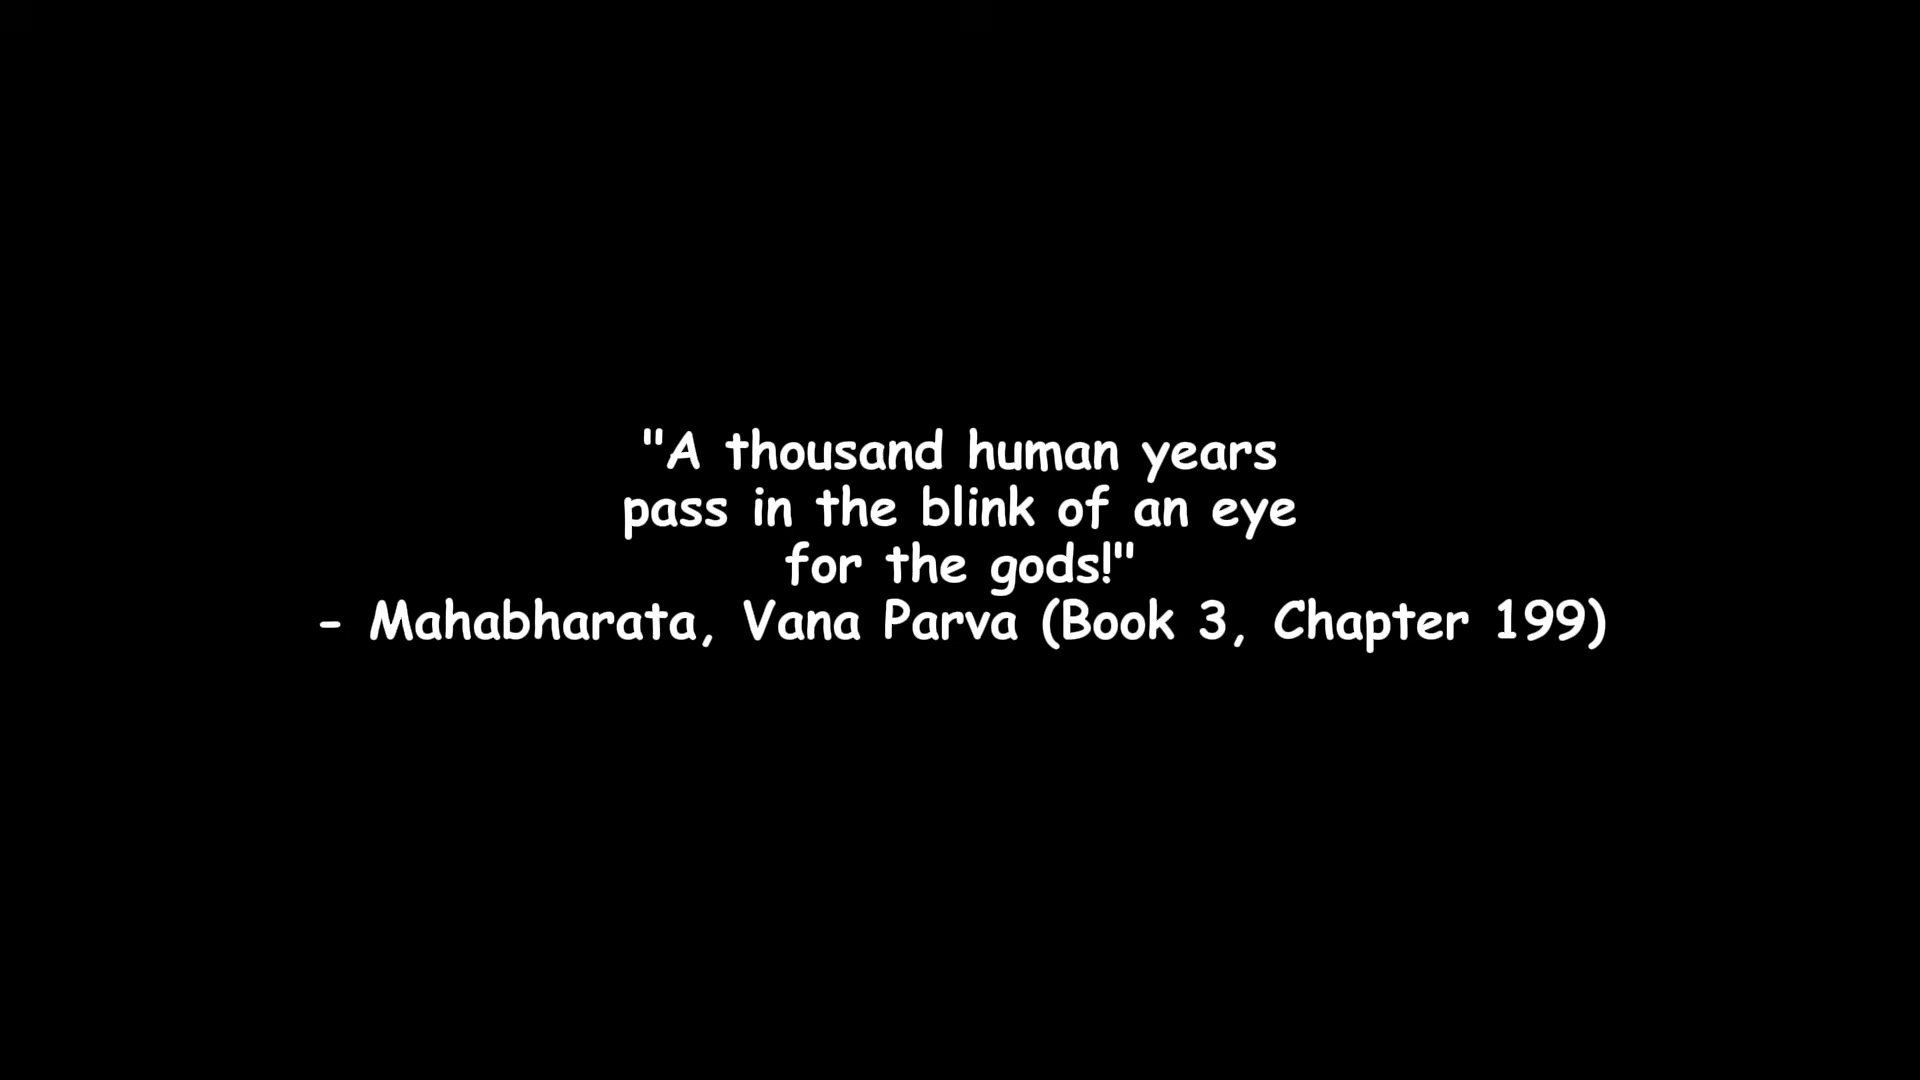 "A thousand human years
pass in the blink of an eye
for the gods!"
- Mahabharata, Vana Parva (Book 3, Chapter 199)